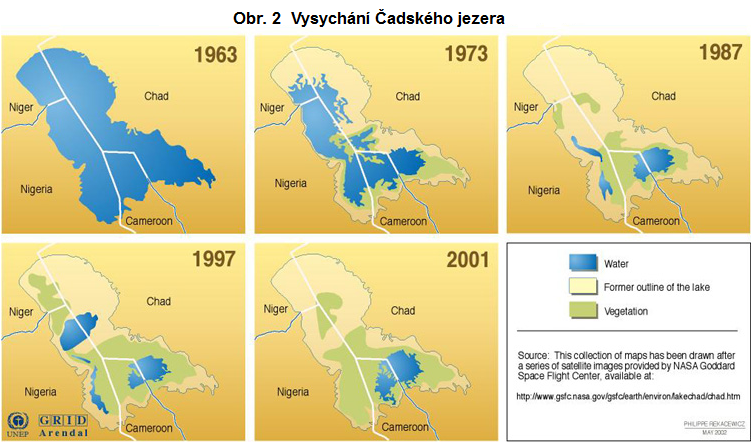 Obr. 2 Vysychání Čadského jezera
1963
Niger
Chad
Nigeria
Cameroon
1973
Niger
Chad
Nigeria
Cameroon
1987
Niger
Chad
Nigeria
Cameroon
1997
Niger
Chad
Nigeria
Cameroon
UNEP
GRID
Arendal
2001
Niger
Chad
Nigeria
Cameroon
Water
Former outline of the lake
Vegetation
Source: This collection of maps has been drawn after
a series of satellite images provided by NASA Goddard
Space Flight Center, available at:
http://www.gsfc.nasa.gov/gsfc/earth/environ/lakechad/chad.htm
PHILIPPE REKACEWICZ
MAY 2002